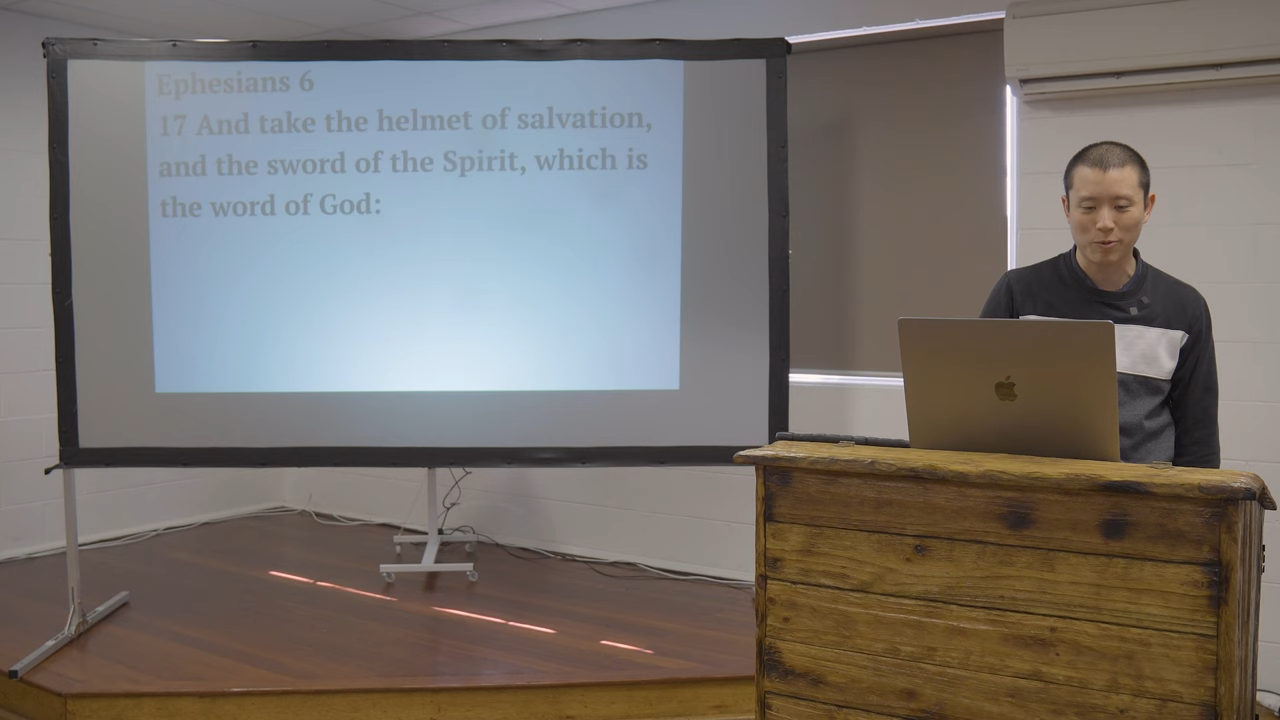 Ephesians 6
17 And take the helmet of salvation,
and the sword of the Spirit, which is
the word of God: